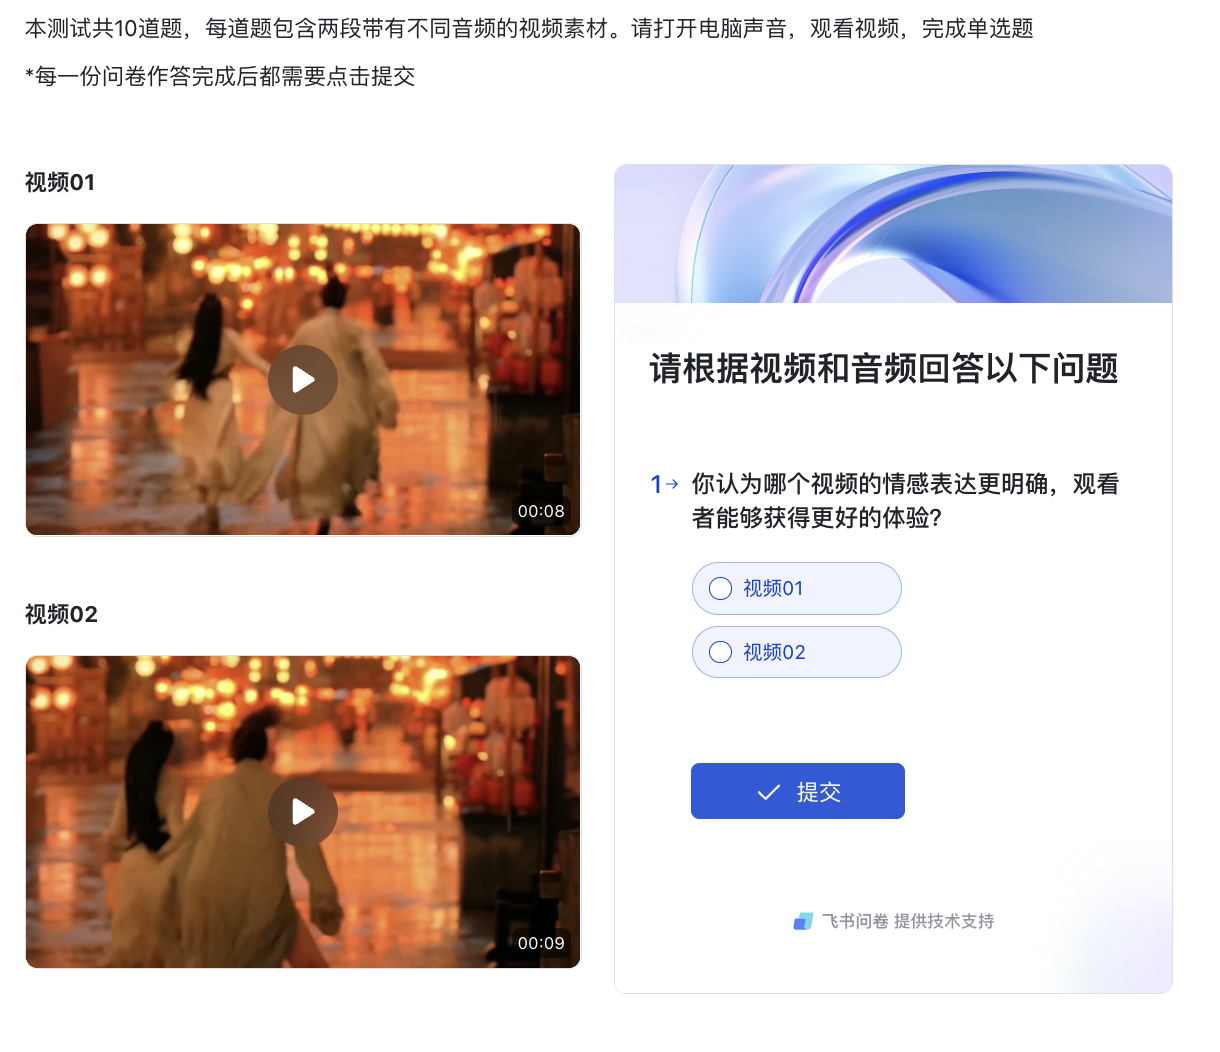 本测试共10道题，每道题包含两段带有不同音频的视频素材。请打开电脑声音，观看视频，完成单选题
*每一份问卷作答完成后都需要点击提交
视频01
00:08
视频02
00:09
请根据视频和音频回答以下问题
1→ 你认为哪个视频的情感表达更明确，观看
者能够获得更好的体验?
视频01
视频02
提交
飞书问卷 提供技术支持